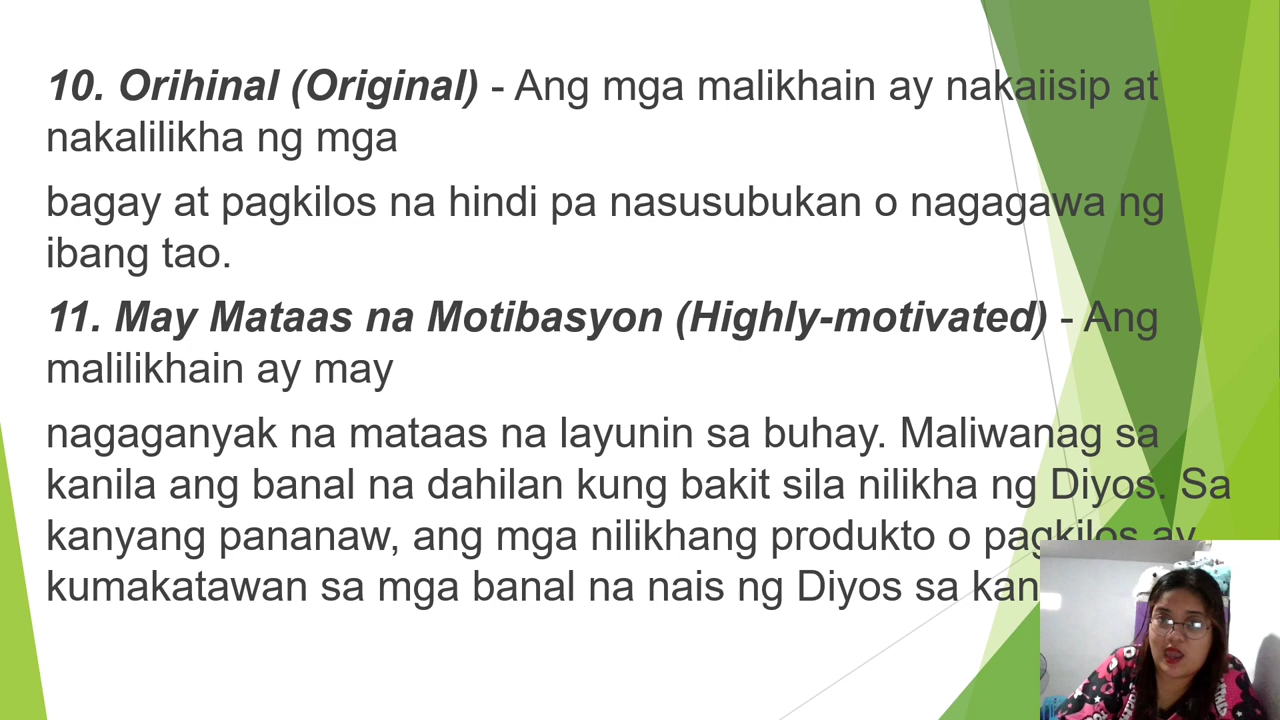 10. Orihinal (Original) - Ang mga malikhain ay nakaiisip at
nakalilikha ng mga
bagay at pagkilos na hindi pa nasusubukan o nagagawa ng
ibang tao.
11. May Mataas na Motibasyon (Highly-motivated) - Ang
malilikhain ay may
nagaganyak na mataas na layunin sa buhay. Maliwanag sa
kanila ang banal na dahilan kung bakit sila nilikha ng Diyos. Sa
kanyang pananaw, ang mga nilikhang produkto o pagkilos ay
kumakatawan sa mga banal na nais ng Diyos sa